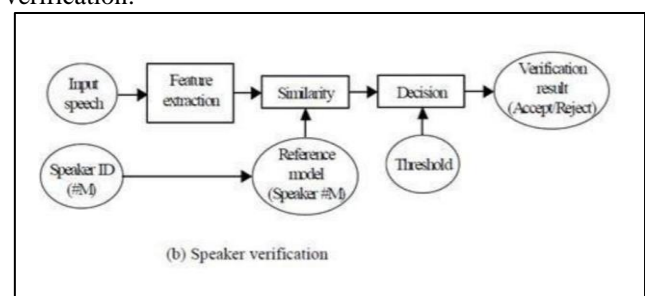 verification.
Input
speech
Feature
extraction
Similarity
Decision
Verification
result
(Accept/Reject)
Speaker ID
(#M)
Reference
model
(Speaker #M)
Threshold
(b) Speaker verification